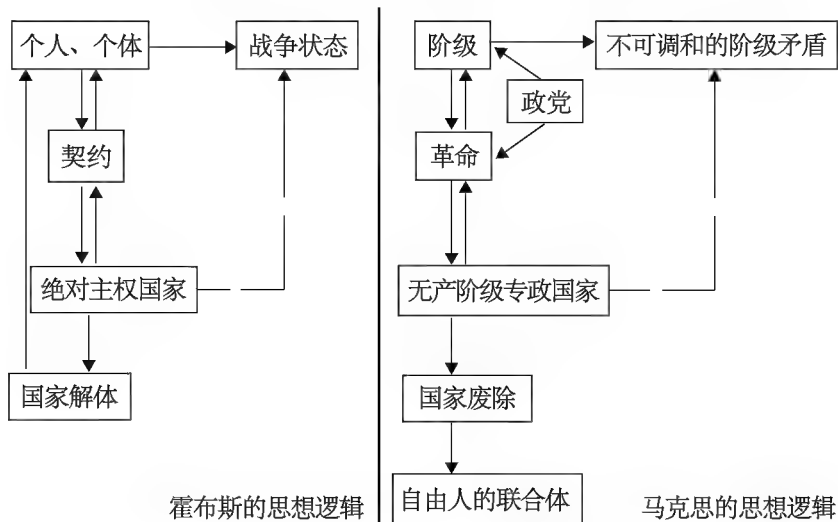 个人、个体
战争状态
契约
绝对主权国家
国家解体
霍布斯的思想逻辑
阶级
不可调和的阶级矛盾
政党
革命
无产阶级专政国家
国家废除
自由人的联合体
马克思的思想逻辑